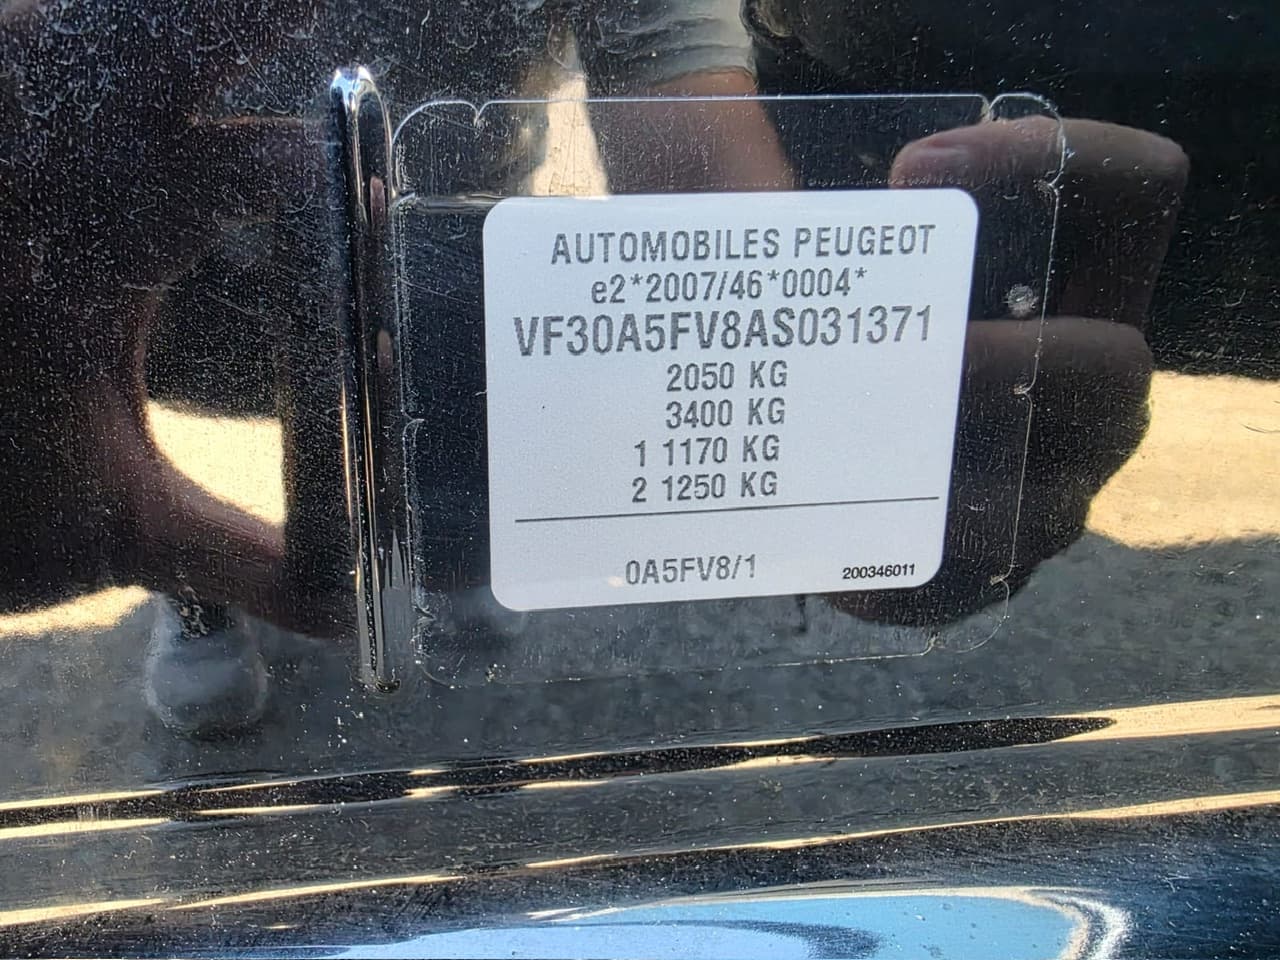 AUTOMOBILES PEUGEOT
e2*2007/46*0004*
VF30A5FV8AS031371
2050 KG
3400 KG
1 1170 KG
2 1250 KG
0A5FV8/1
200346011